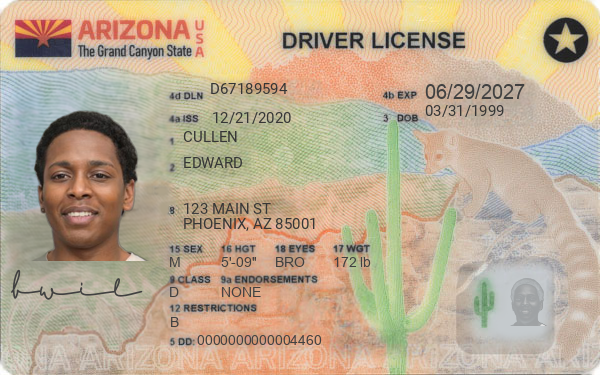 ARIZONA USA
The Grand Canyon State
DRIVER LICENSE
4d DLN D67189594
4b EXP 06/29/2027
4a ISS 12/21/2020
3 DOB 03/31/1999
1 CULLEN
2 EDWARD
8 123 MAIN ST
PHOENIX, AZ 85001
15 SEX 16 HGT 18 EYES 17 WGT
M 5'-09" BRO 172 lb
9 CLASS 9a ENDORSEMENTS
D NONE
12 RESTRICTIONS
B
5 DD: 0000000000004460
ARIZONA ARIZONA ARIZONA ARIZONA